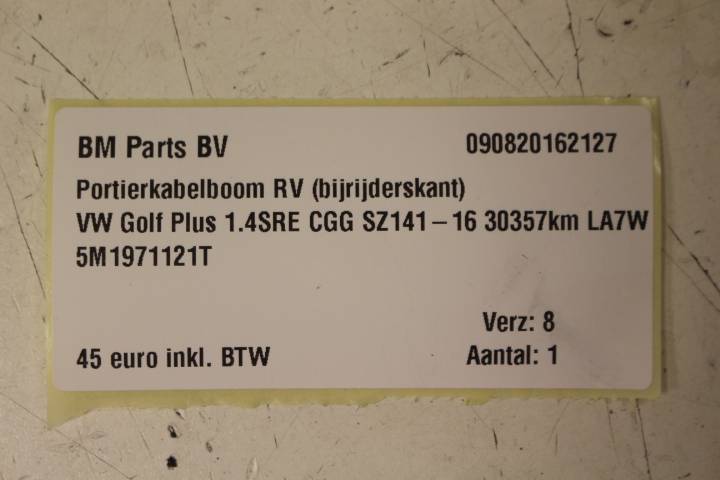 BM Parts BV 090820162127
Portierkabelboom RV (bijrijderskant)
VW Golf Plus 1.4SRE CGG SZ141-16 30357km LA7W
5M1971121T
Verz: 8
45 euro inkl. BTW Aantal: 1